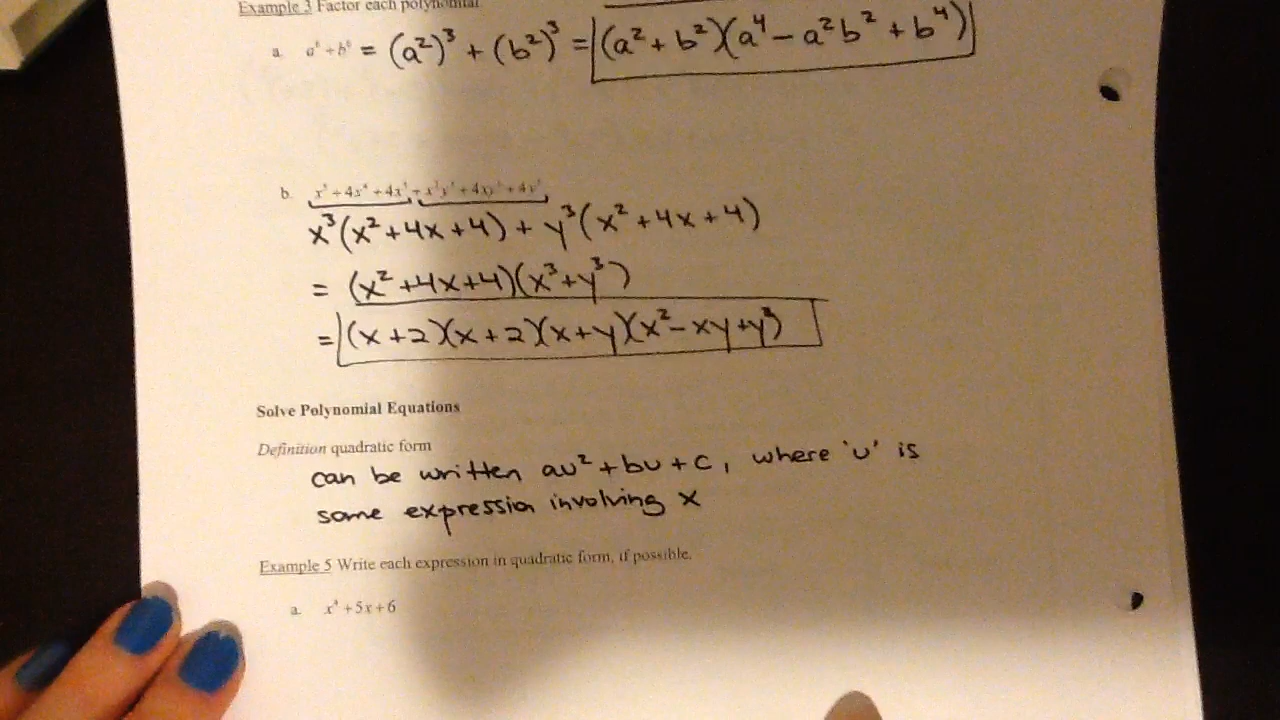 Example 3 Factor each polynomial.
a. a⁶ + b⁶ = (a²)³ + (b²)³ = (a² + b²)(a⁴ − a²b² + b⁴)
b. x⁵ + 4x⁴ + 4x³ + x²y³ + 4xy³ + 4y³
x³(x² + 4x + 4) + y³(x² + 4x + 4)
= (x² + 4x + 4)(x³ + y³)
= (x + 2)(x + 2)(x + y)(x² − xy + y²)
Solve Polynomial Equations
Definition quadratic form
can be written au² + bu + c, where 'u' is
some expression involving x
Example 5 Write each expression in quadratic form, if possible.
a. x⁴ + 5x + 6